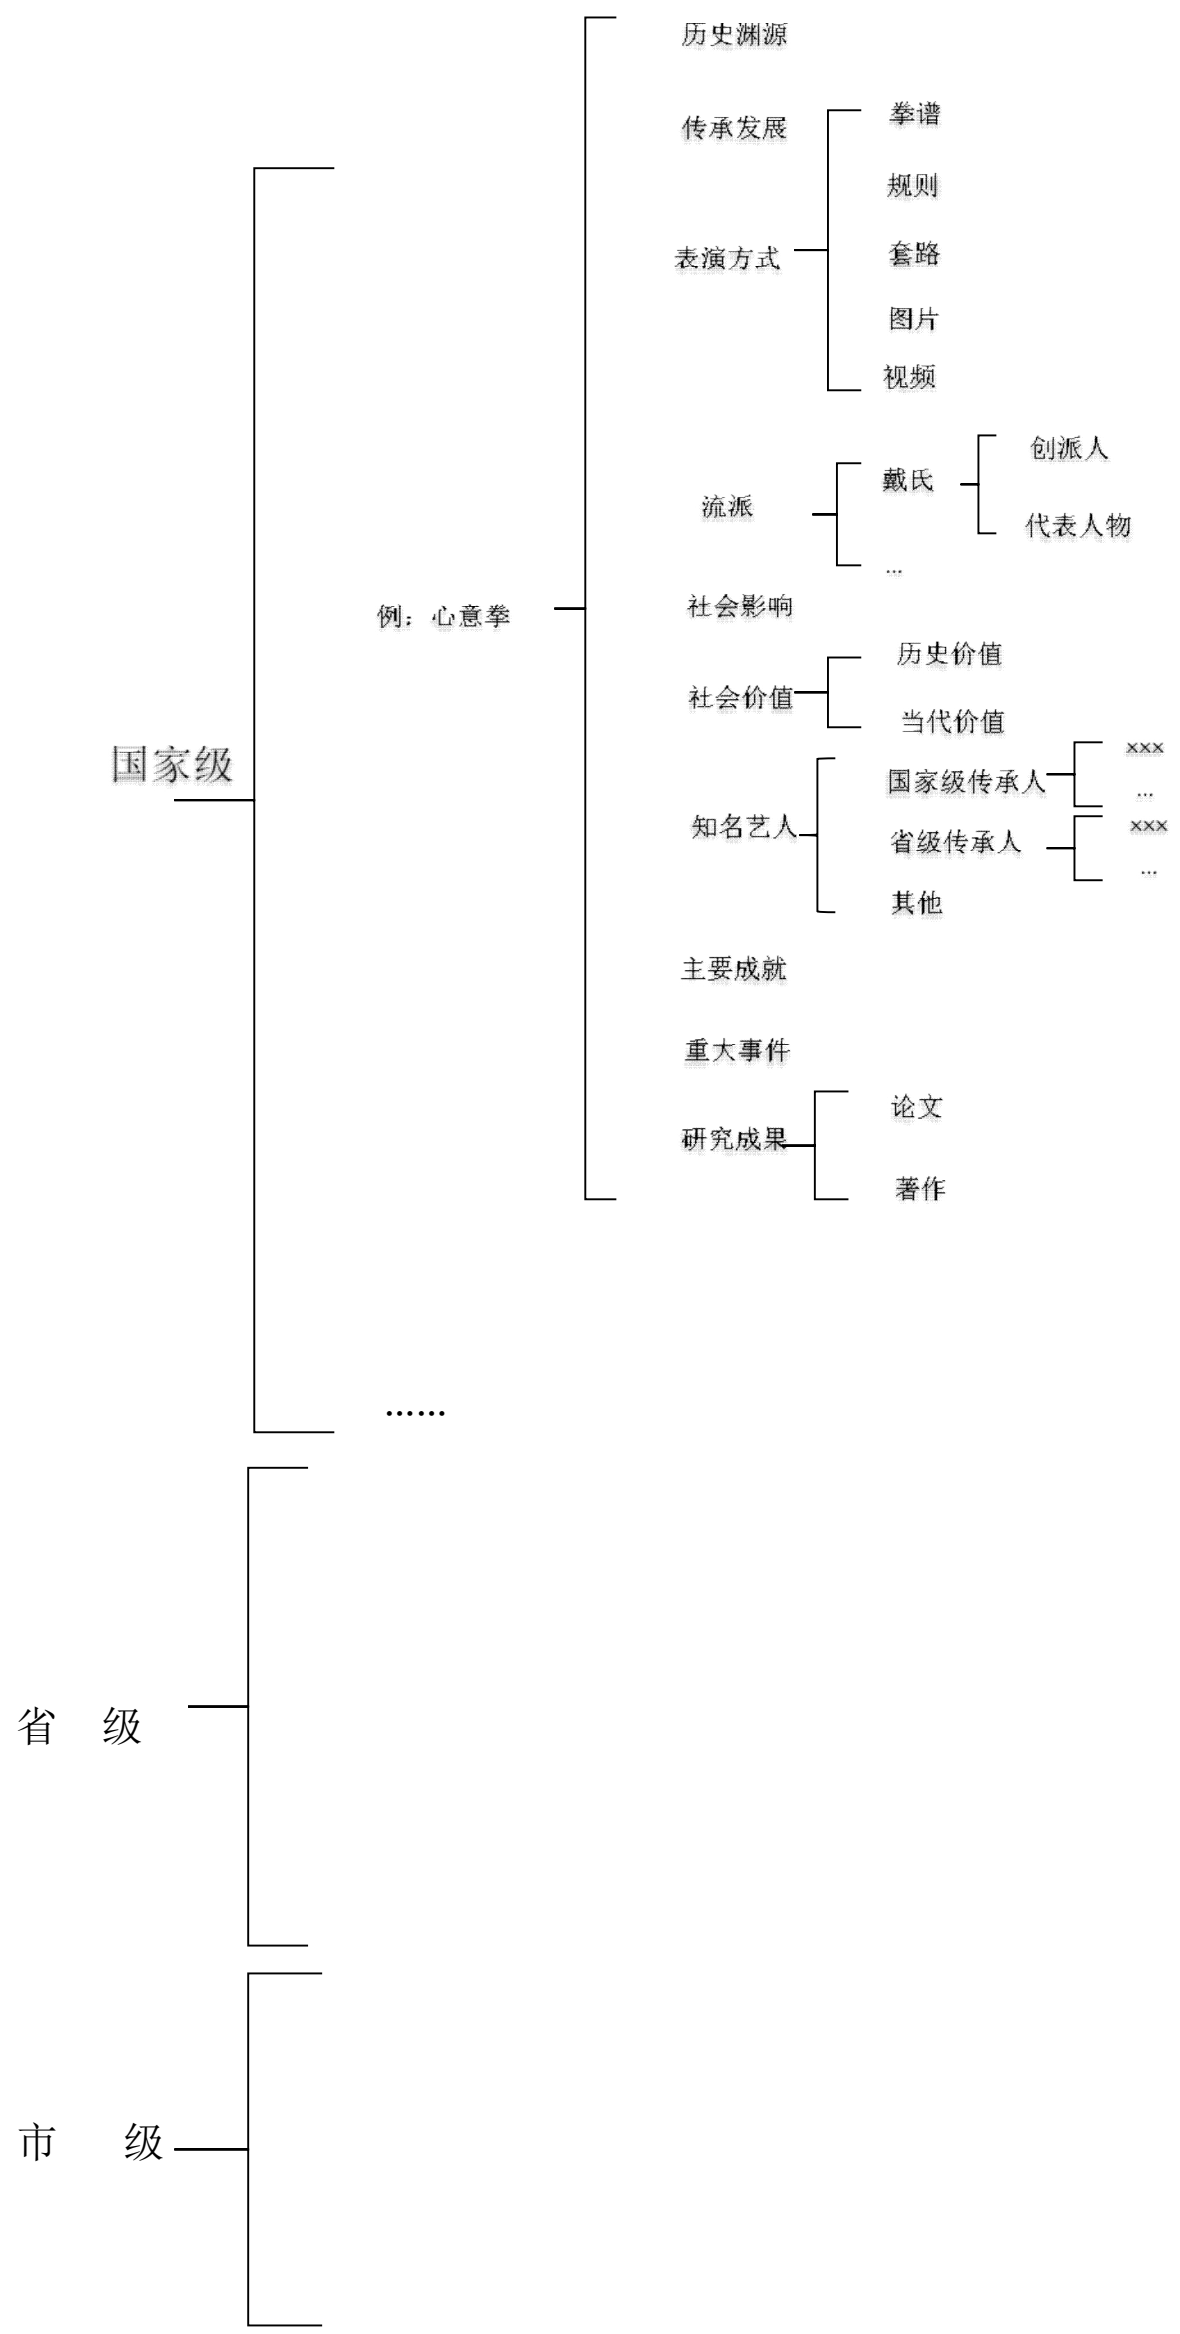 历史渊源
传承发展
表演方式
拳谱
规则
套路
图片
视频
流派
戴氏
创派人
代表人物
...
例：心意拳
社会影响
社会价值
历史价值
当代价值
国家级
知名艺人
国家级传承人
×××
...
省级传承人
×××
...
其他
主要成就
重大事件
研究成果
论文
著作
……
省 级
市 级